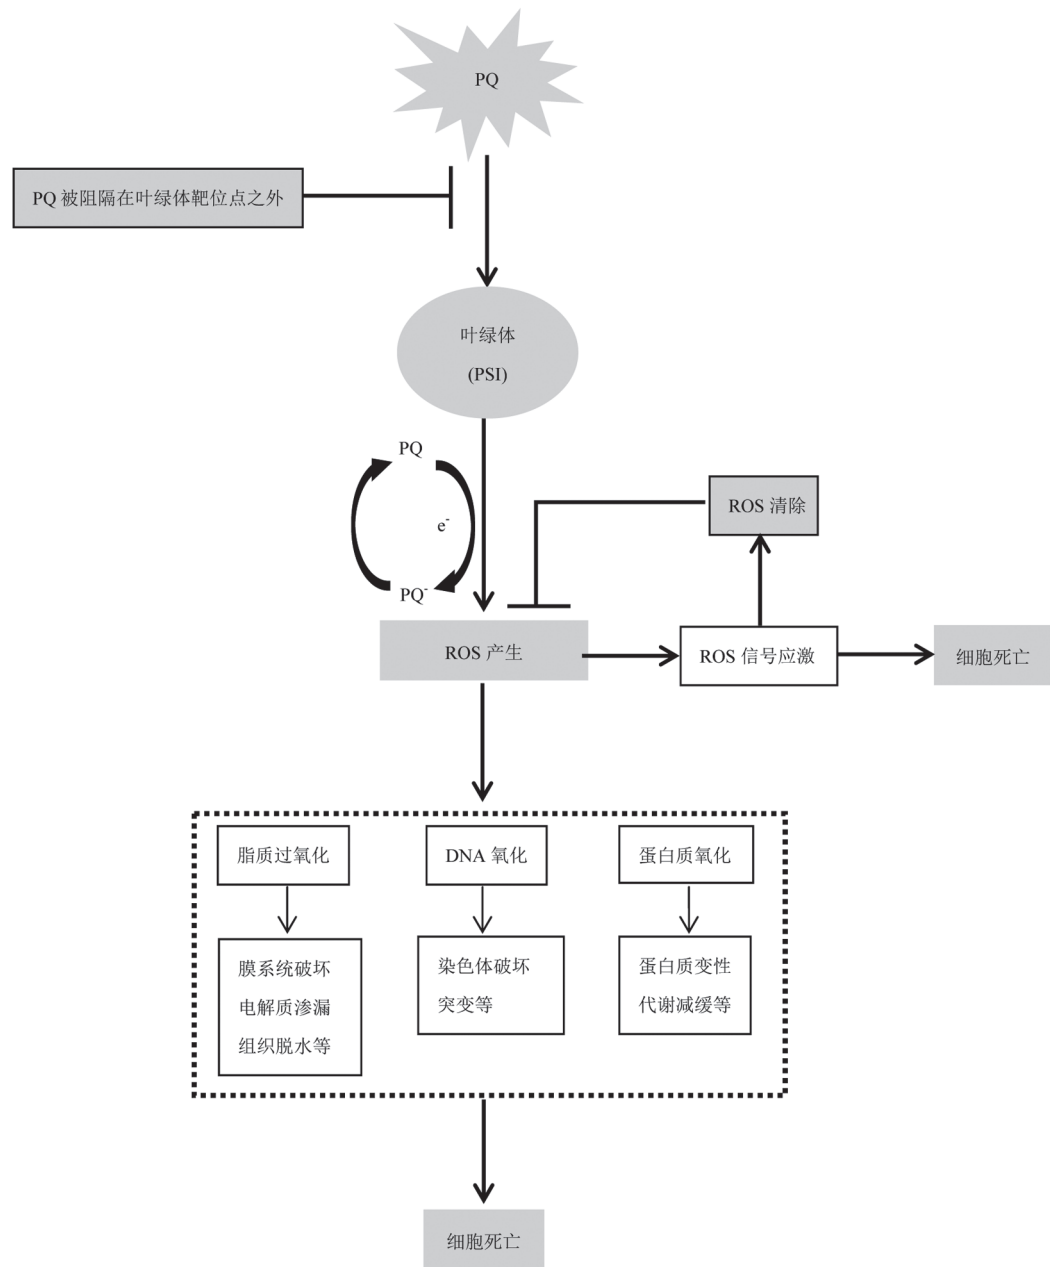 PQ
PQ 被阻隔在叶绿体靶位点之外
叶绿体
(PSI)
PQ
e⁻
PQ⁻
ROS 清除
ROS 产生
ROS 信号应激
细胞死亡
脂质过氧化
DNA 氧化
蛋白质氧化
膜系统破坏
电解质渗漏
组织脱水等
染色体破坏
突变等
蛋白质变性
代谢减缓等
细胞死亡